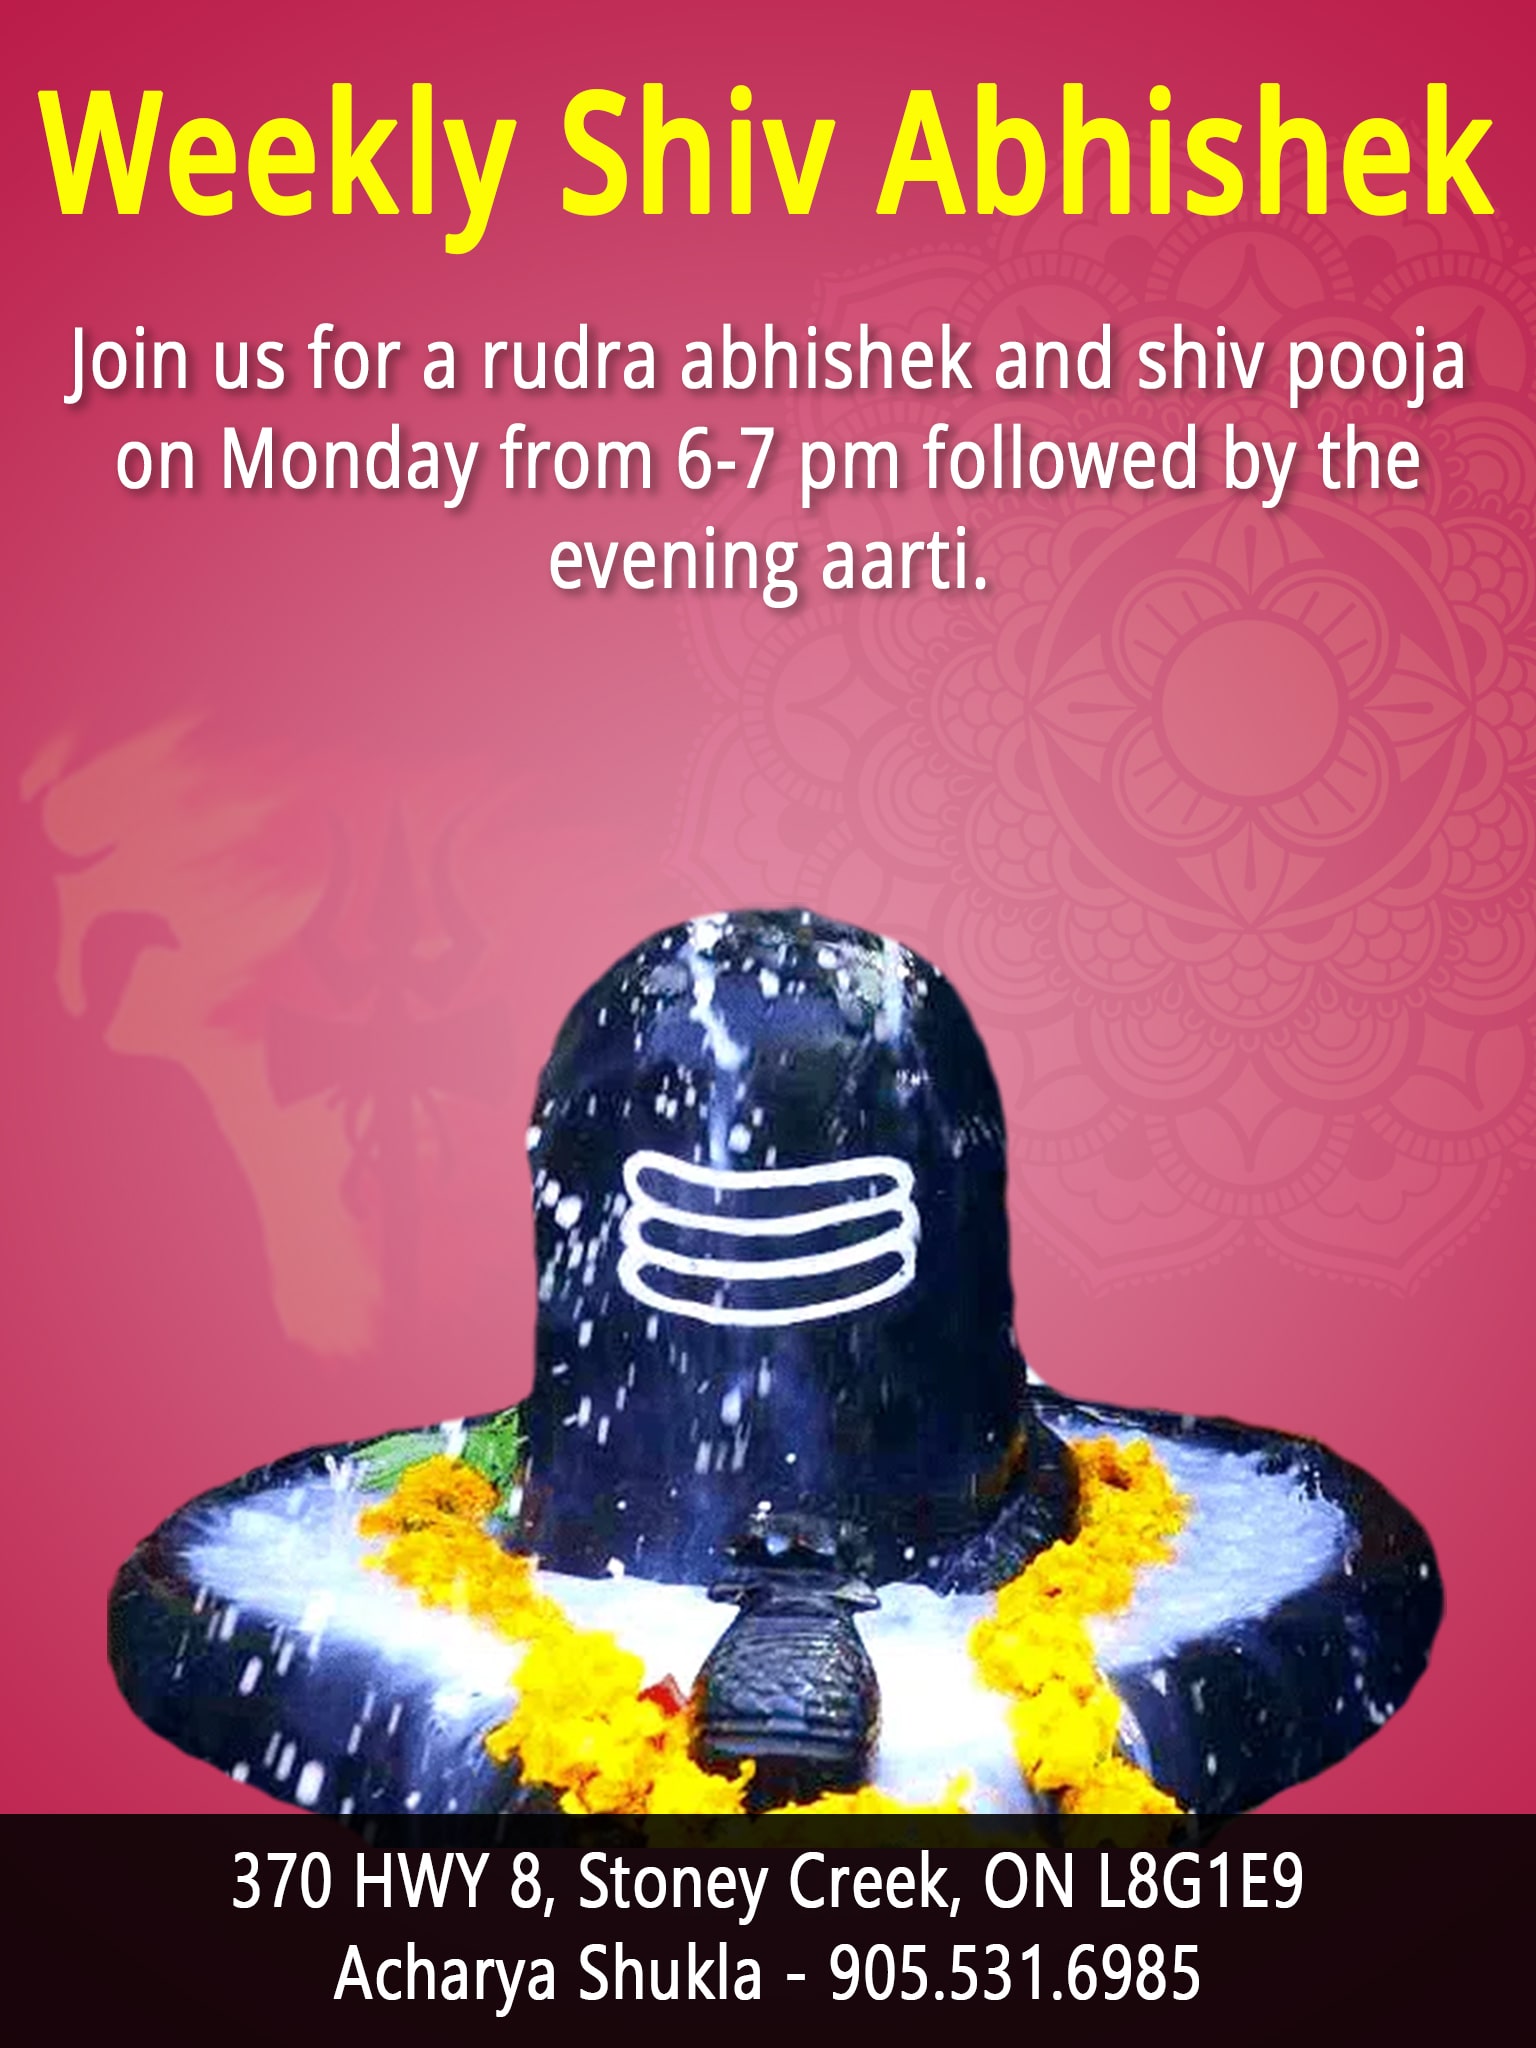 Weekly Shiv Abhishek
Join us for a rudra abhishek and shiv pooja
on Monday from 6-7 pm followed by the
evening aarti.
370 HWY 8, Stoney Creek, ON L8G1E9
Acharya Shukla - 905.531.6985